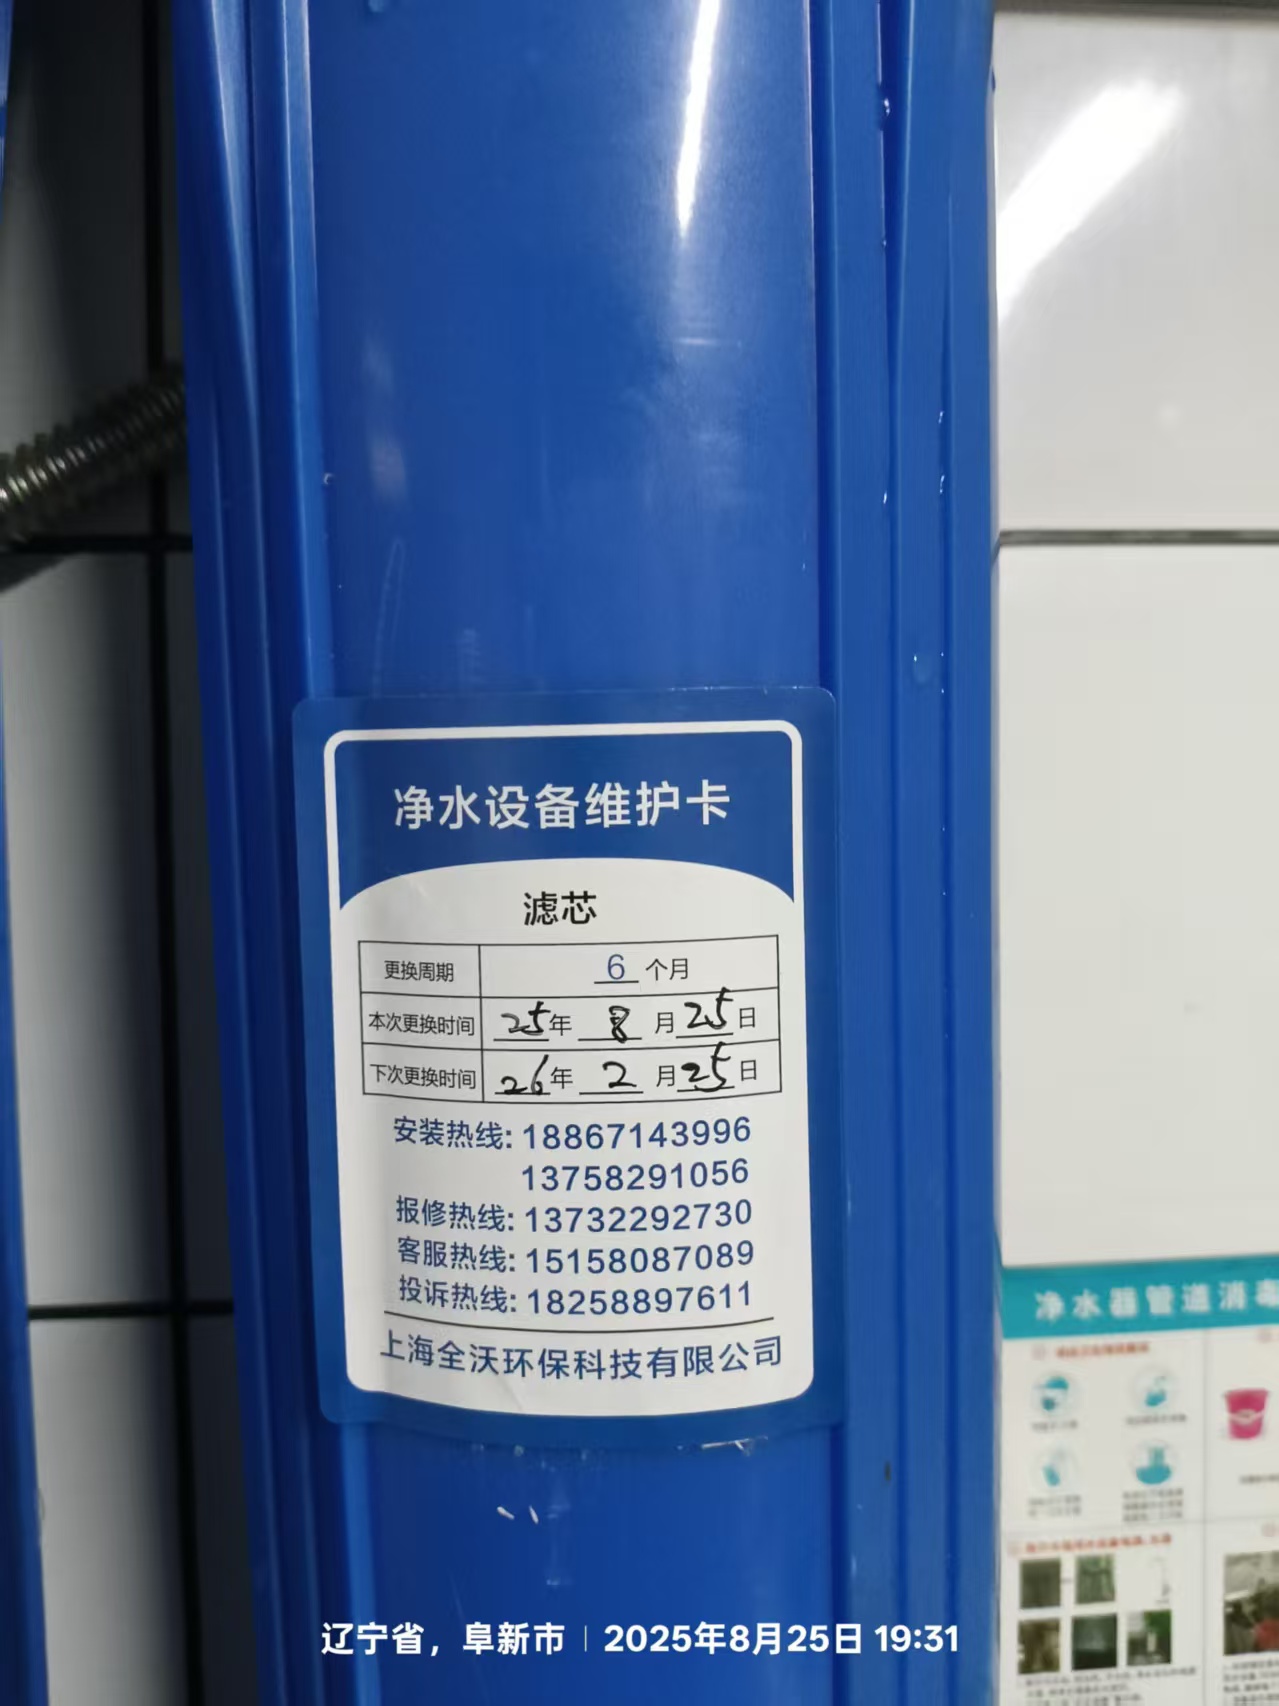 净水设备维护卡
滤芯
更换周期 6 个月
本次更换时间 25年 8 月25日
下次更换时间 26年 2 月25日
安装热线: 18867143996
13758291056
报修热线: 13732292730
客服热线: 15158087089
投诉热线: 18258897611
上海全沃环保科技有限公司
净水器管道消毒
辽宁省，阜新市 | 2025年8月25日 19:31